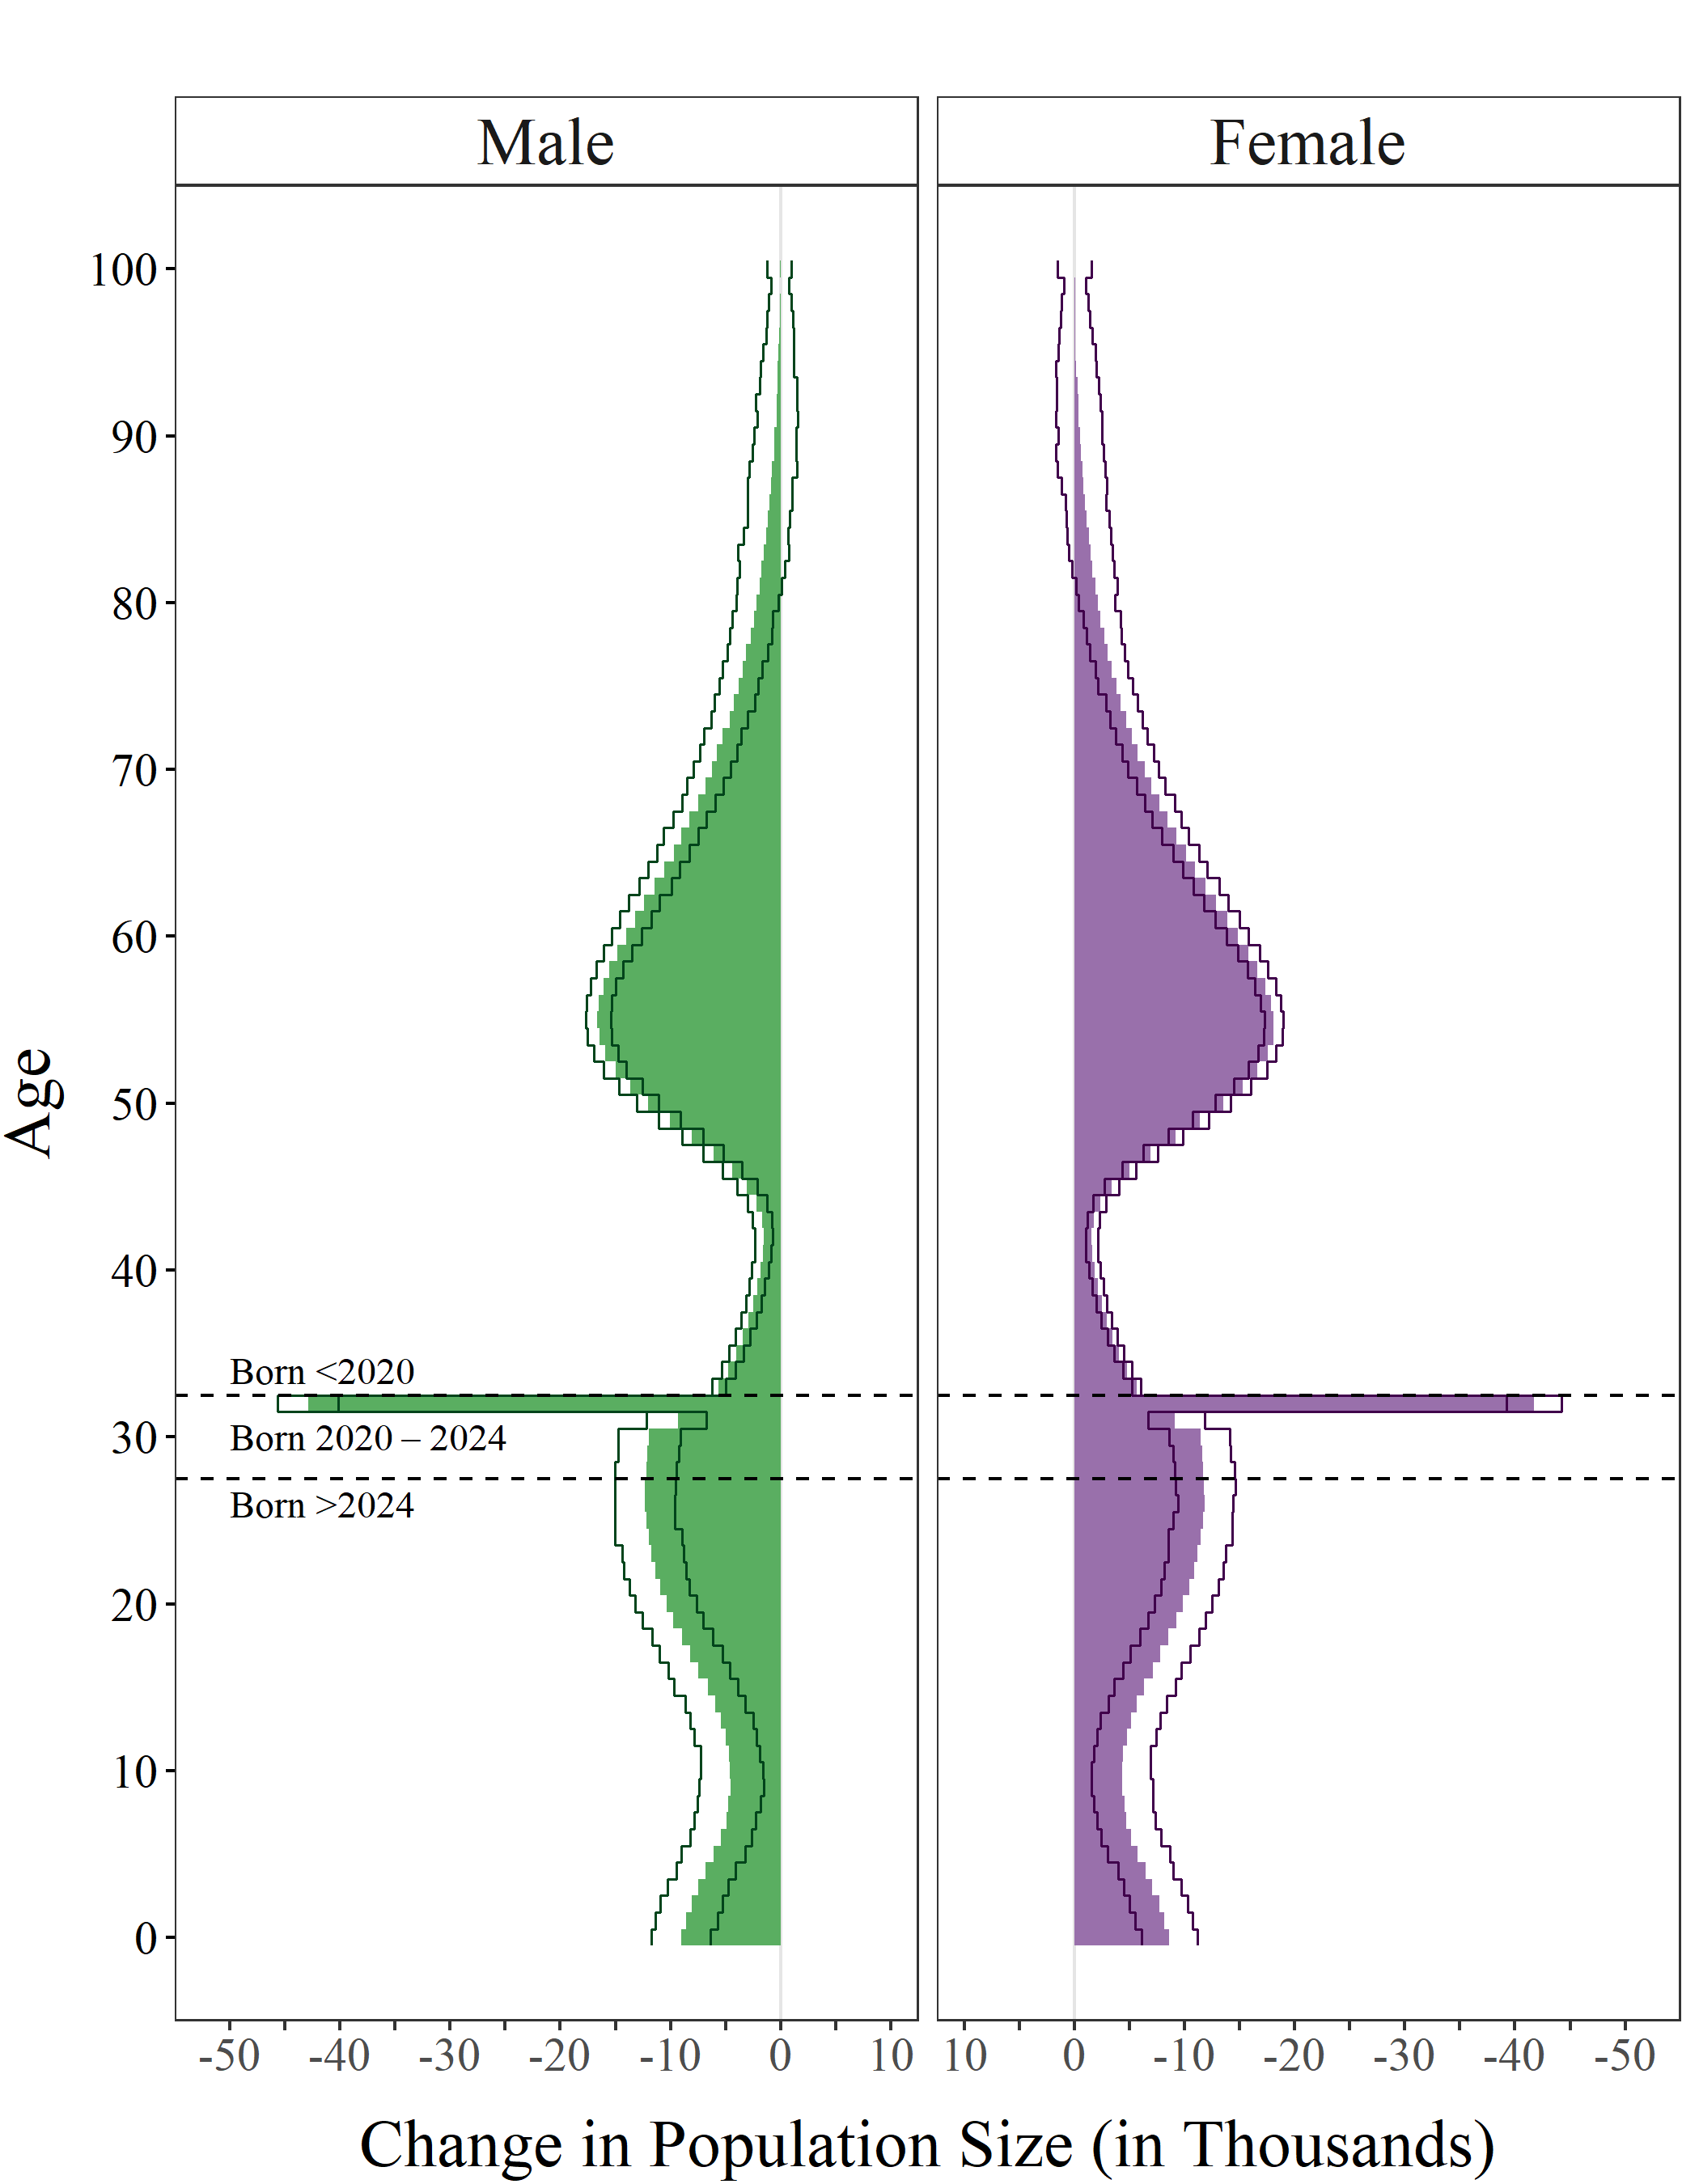 Male Female
100
90
80
70
60
50
40
30
20
10
0
Age
Born <2020
Born 2020 – 2024
Born >2024
-50 -40 -30 -20 -10 0 10 10 0 -10 -20 -30 -40 -50
Change in Population Size (in Thousands)